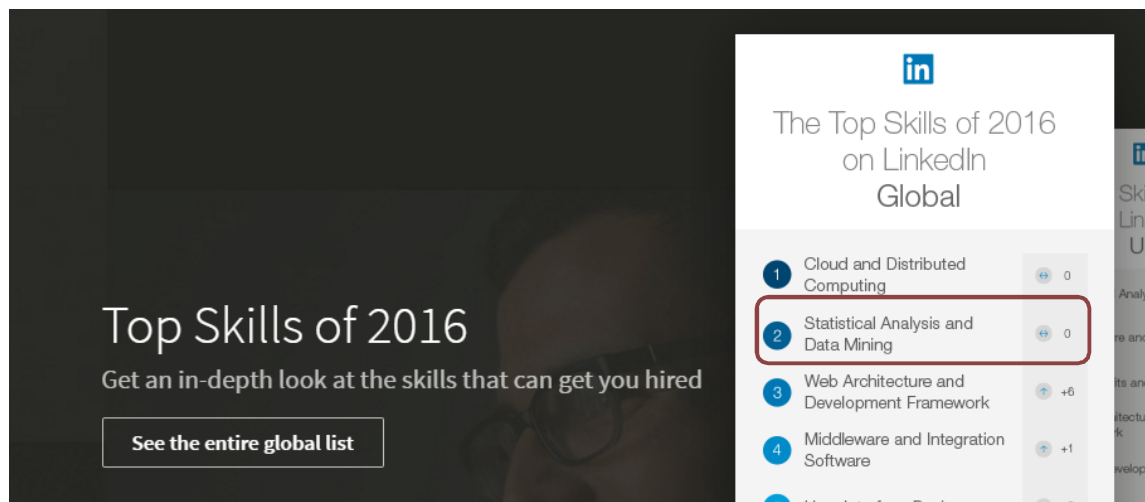 Top Skills of 2016
Get an in-depth look at the skills that can get you hired
See the entire global list
in
The Top Skills of 2016
on LinkedIn
Global
1 Cloud and Distributed
Computing 0
2 Statistical Analysis and
Data Mining 0
3 Web Architecture and
Development Framework +6
4 Middleware and Integration
Software +1